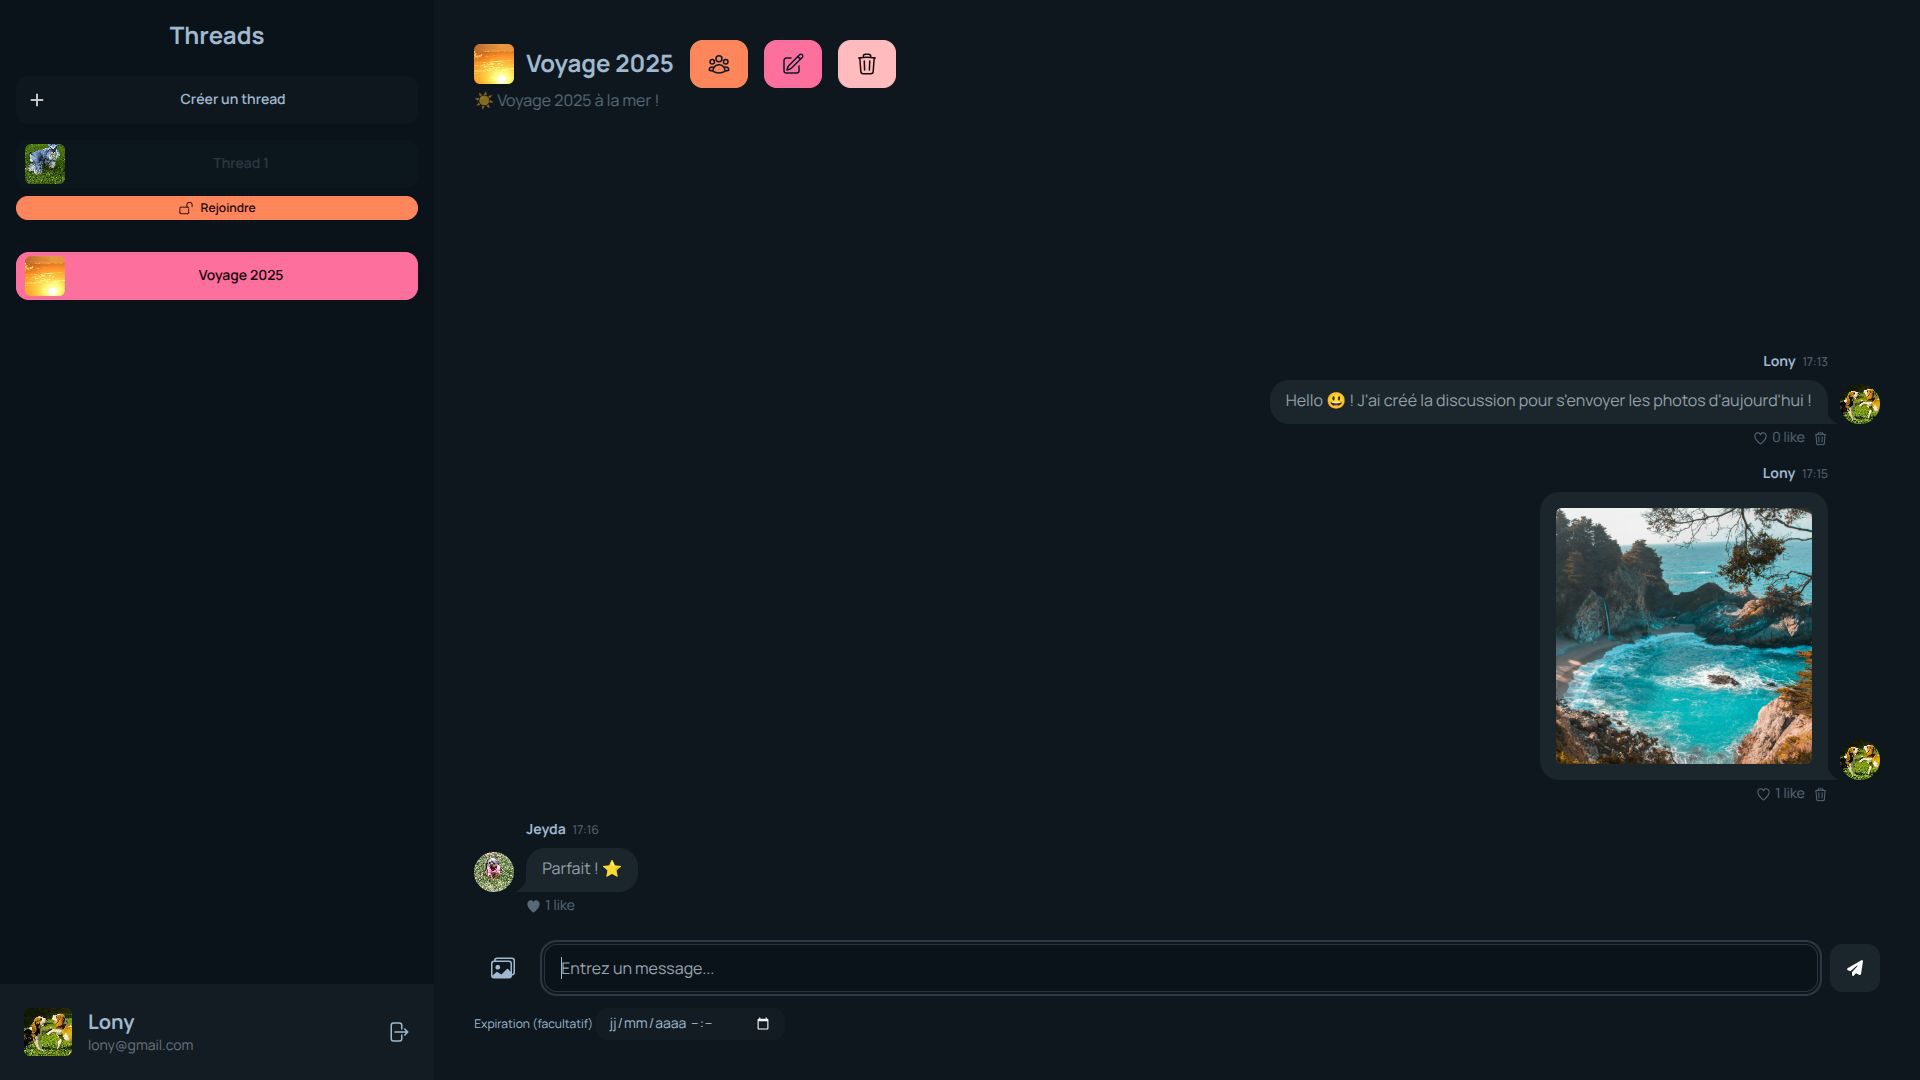 Threads
Créer un thread
Thread 1
Rejoindre
Voyage 2025
Lony
lony@gmail.com
Voyage 2025
☀️ Voyage 2025 à la mer !
Lony 17:13
Hello 😃 ! J'ai créé la discussion pour s'envoyer les photos d'aujourd'hui !
0 like
Lony 17:15
1 like
Jeyda 17:16
Parfait ! ⭐
1 like
Entrez un message...
Expiration (facultatif) jj/mm/aaaa --:--